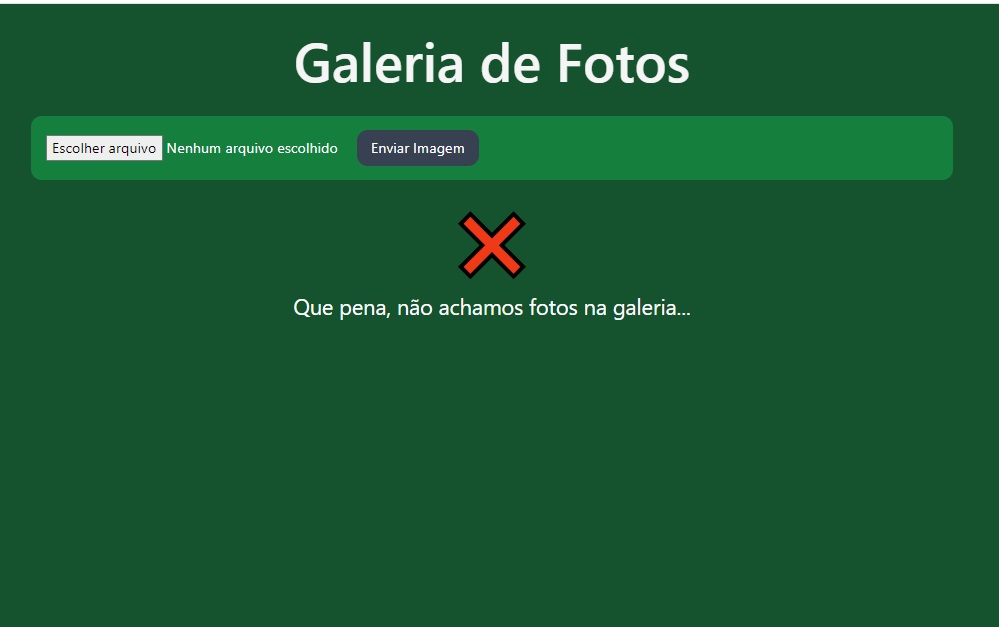 Galeria de Fotos
Escolher arquivo Nenhum arquivo escolhido Enviar Imagem
Que pena, não achamos fotos na galeria...